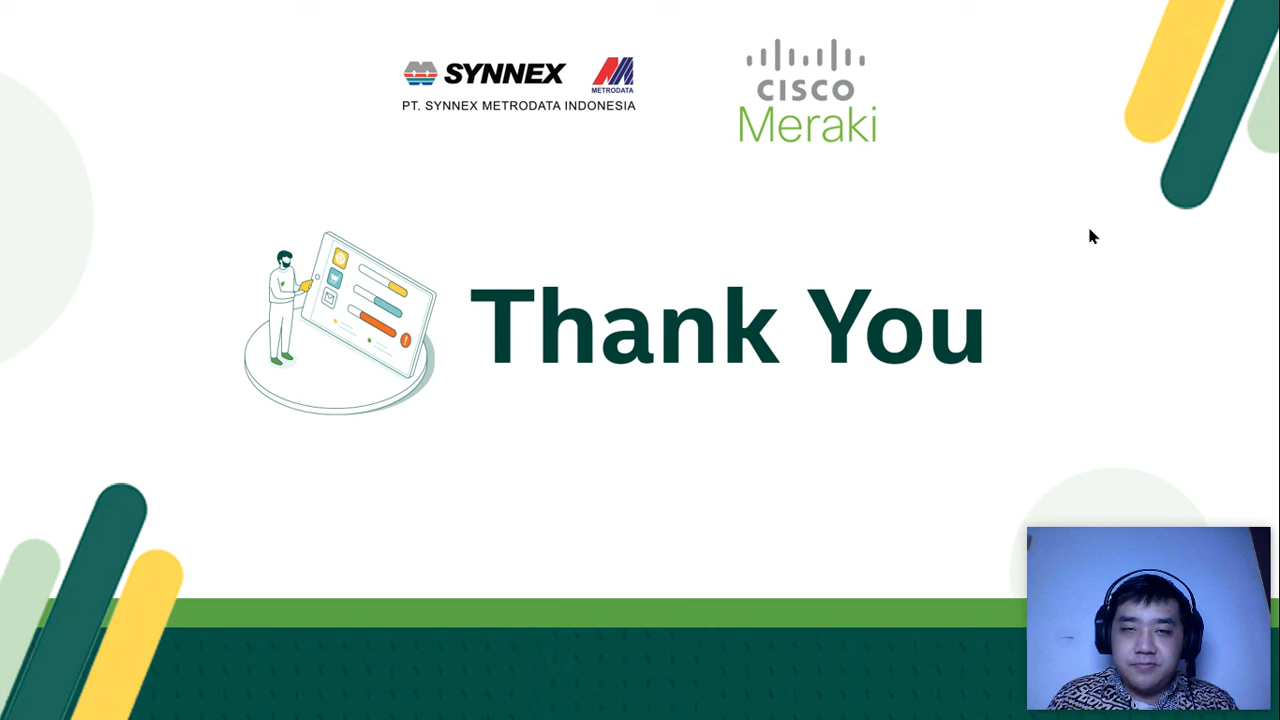 SYNNEX
METRODATA
PT. SYNNEX METRODATA INDONESIA
CISCO
Meraki
Thank You